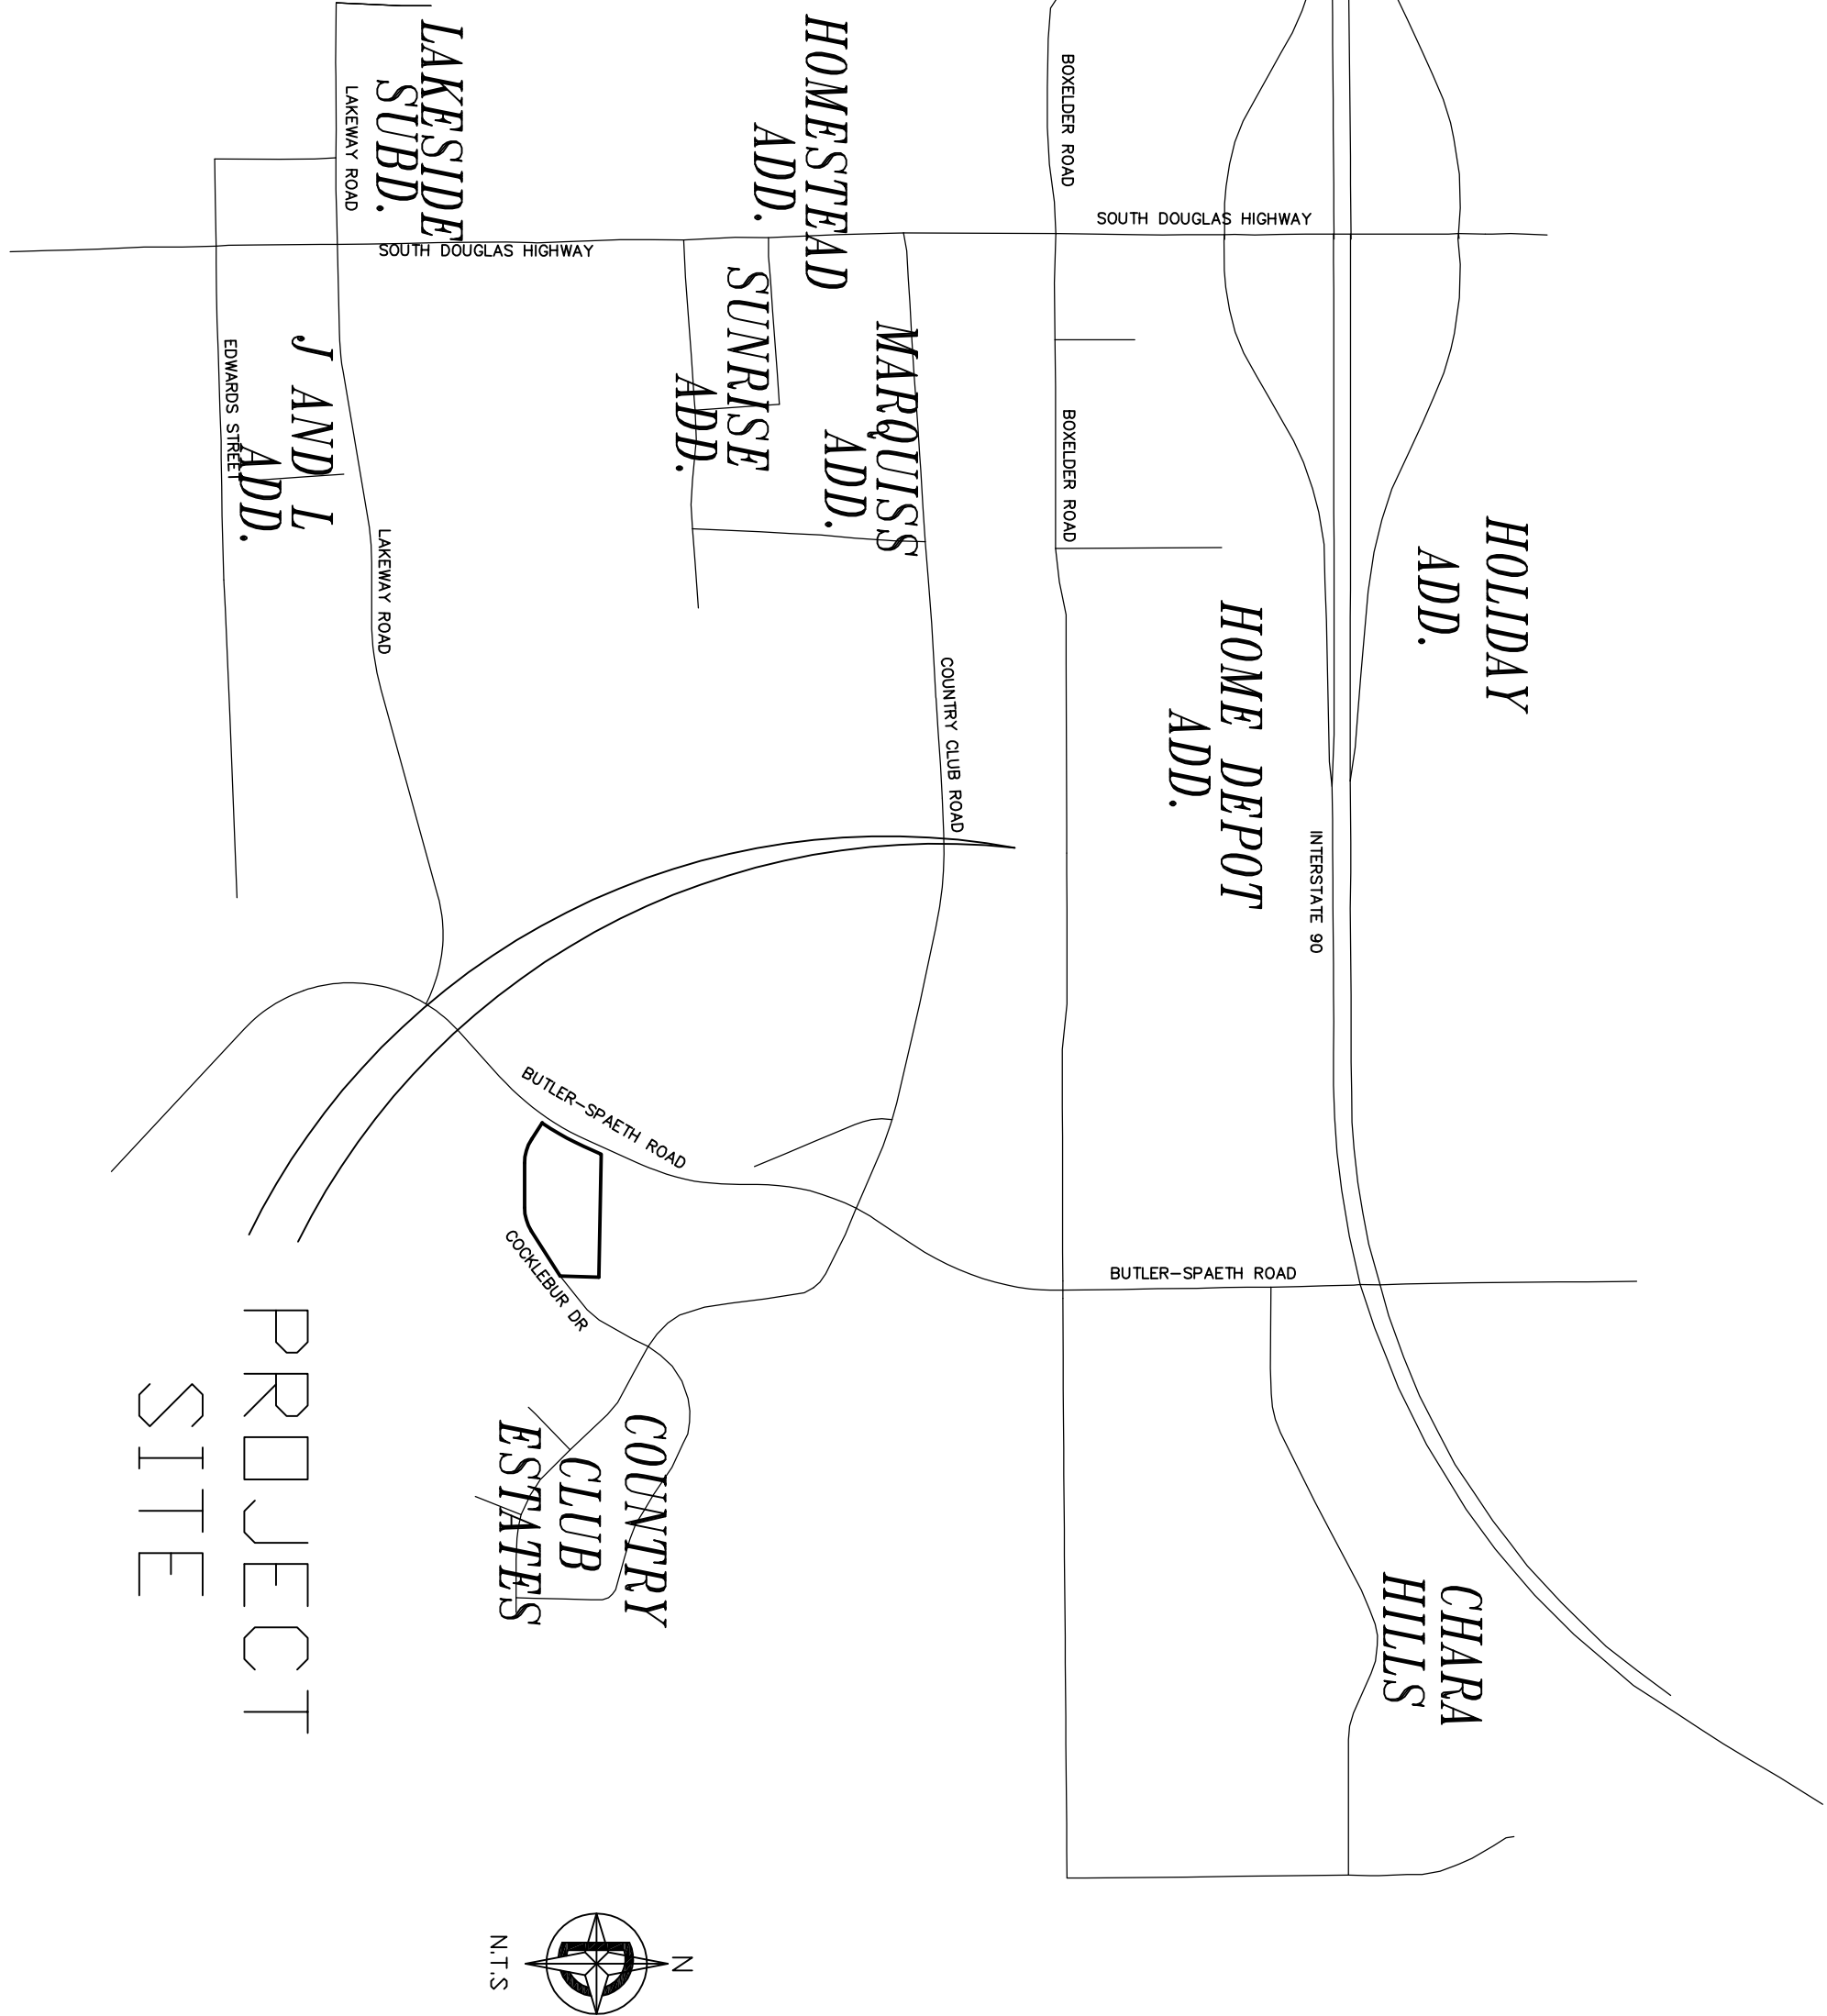 HOLIDAY
ADD.
CHARA
HILLS
HOME DEPOT
ADD.
INTERSTATE 90
SOUTH DOUGLAS HIGHWAY
BUTLER-SPAETH ROAD
BOXELDER ROAD
BOXELDER ROAD
COUNTRY CLUB ROAD
MARQUISS
ADD.
HOMESTEAD
ADD.
SUNRISE
ADD.
COUNTRY
CLUB
ESTATES
BUTLER-SPAETH ROAD
COCKLEBUR DR
SOUTH DOUGLAS HIGHWAY
LAKESIDE
SUBD.
LAKEWAY ROAD
LAKEWAY ROAD
J AND L
ADD.
EDWARDS STREET
PROJECT
SITE
N
N.T.S